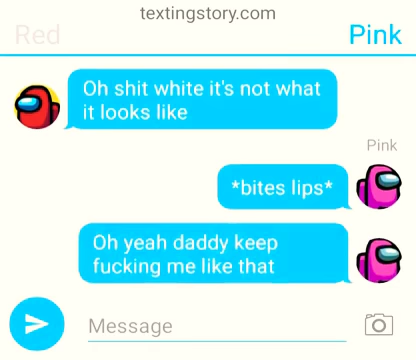 textingstory.com
Red
Pink
Oh shit white it's not what
it looks like
Pink
*bites lips*
Oh yeah daddy keep
fucking me like that
Message